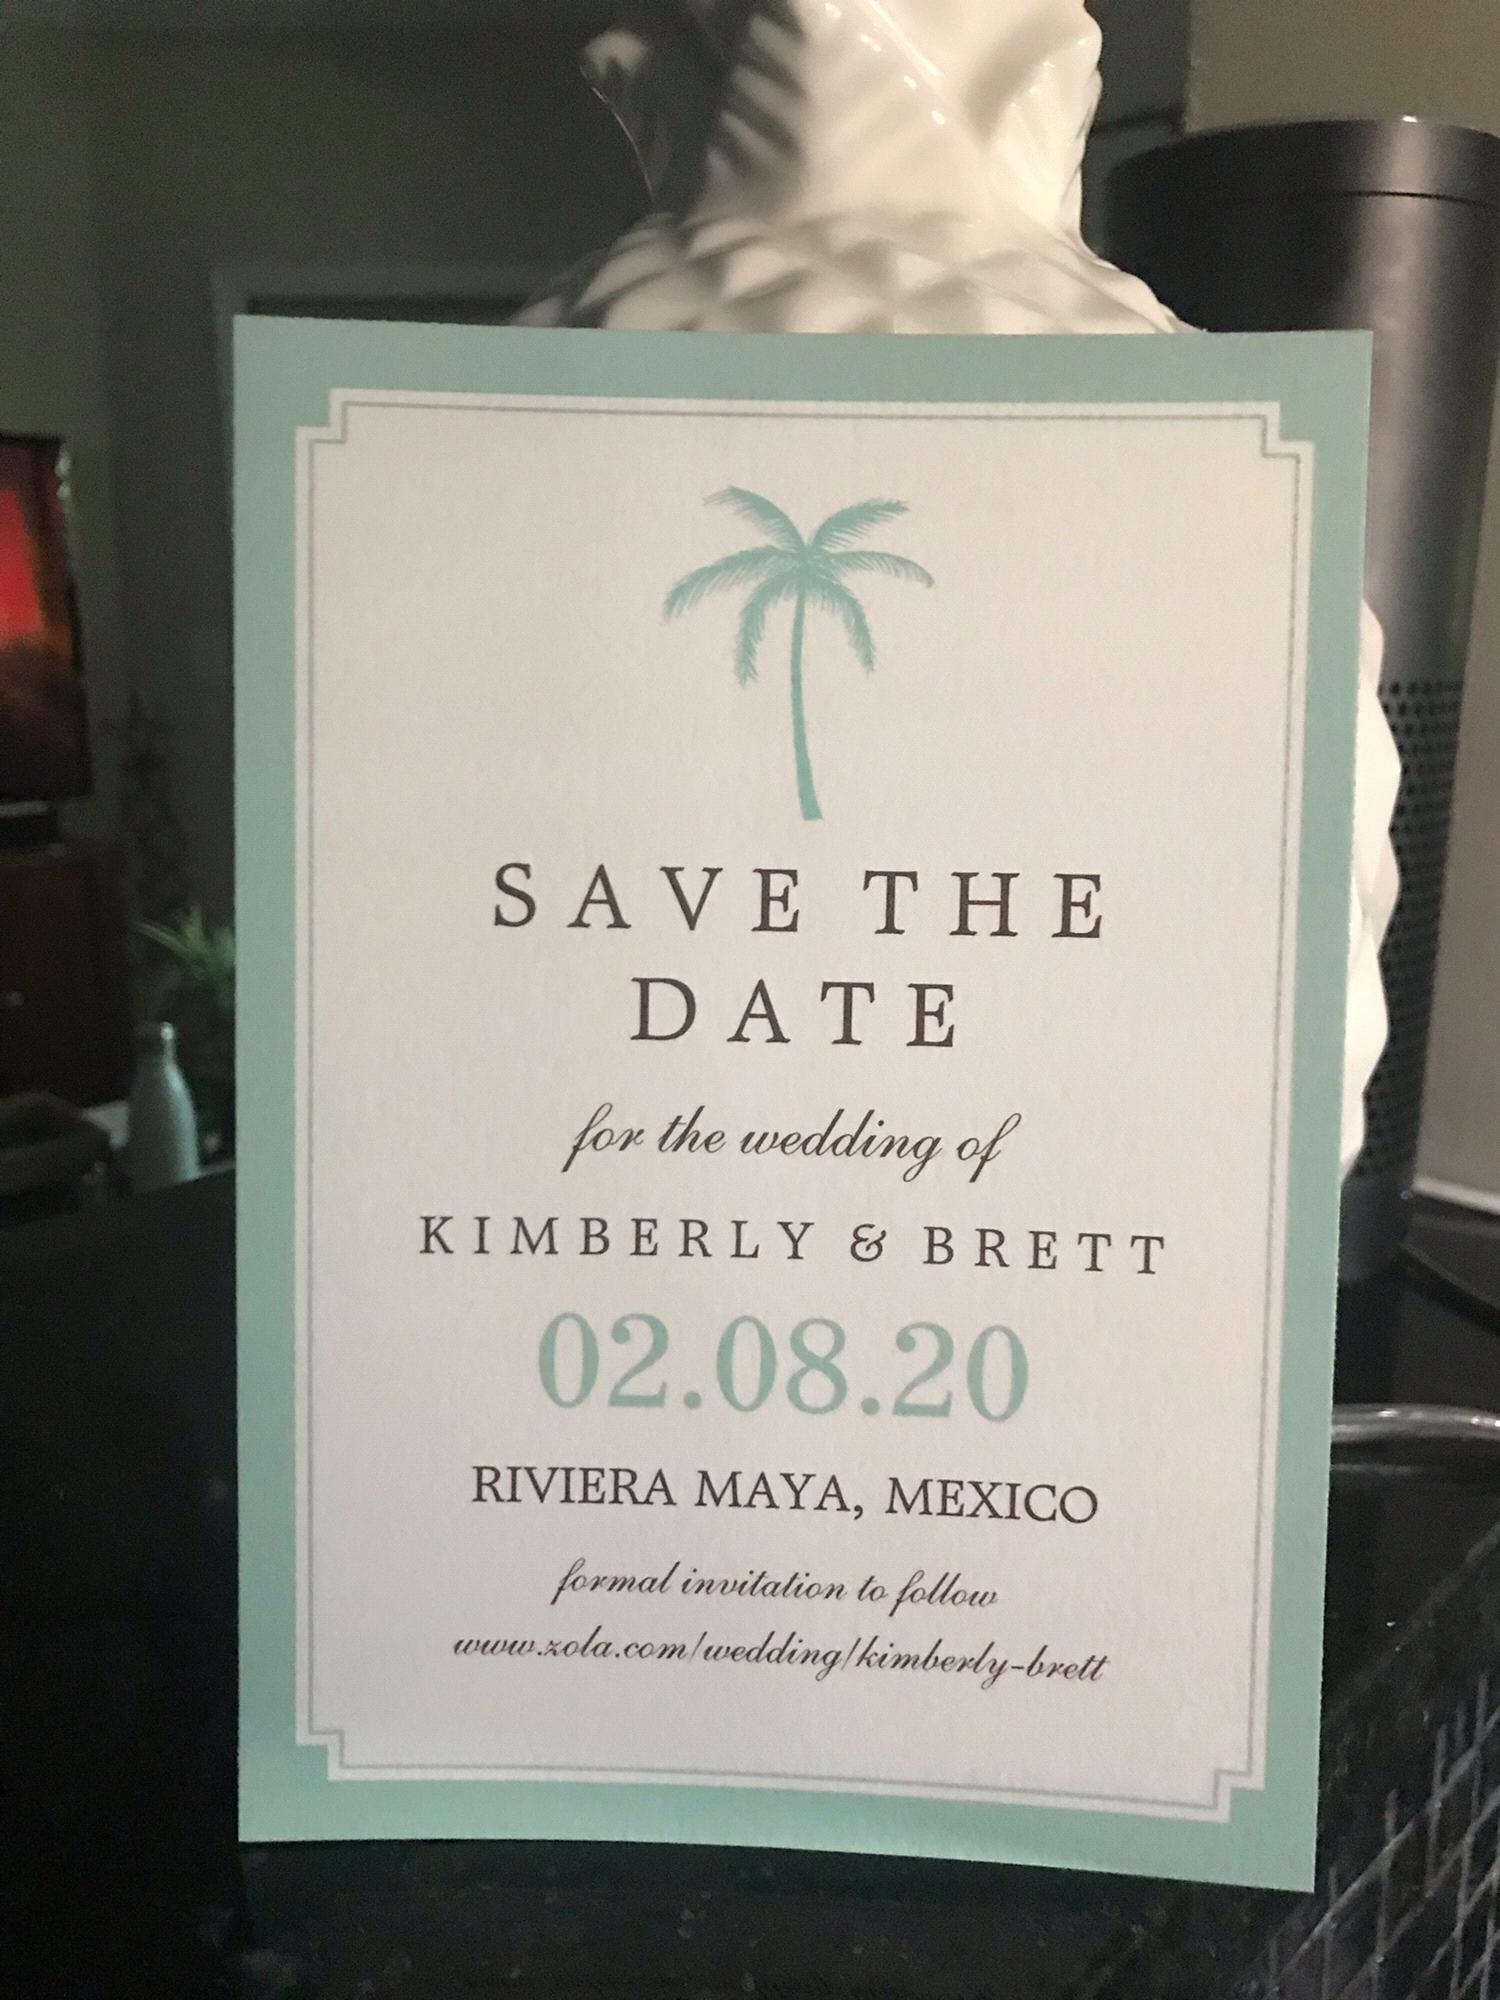 SAVE THE
DATE
for the wedding of
KIMBERLY & BRETT
02.08.20
RIVIERA MAYA, MEXICO
formal invitation to follow
www.zola.com/wedding/kimberly-brett